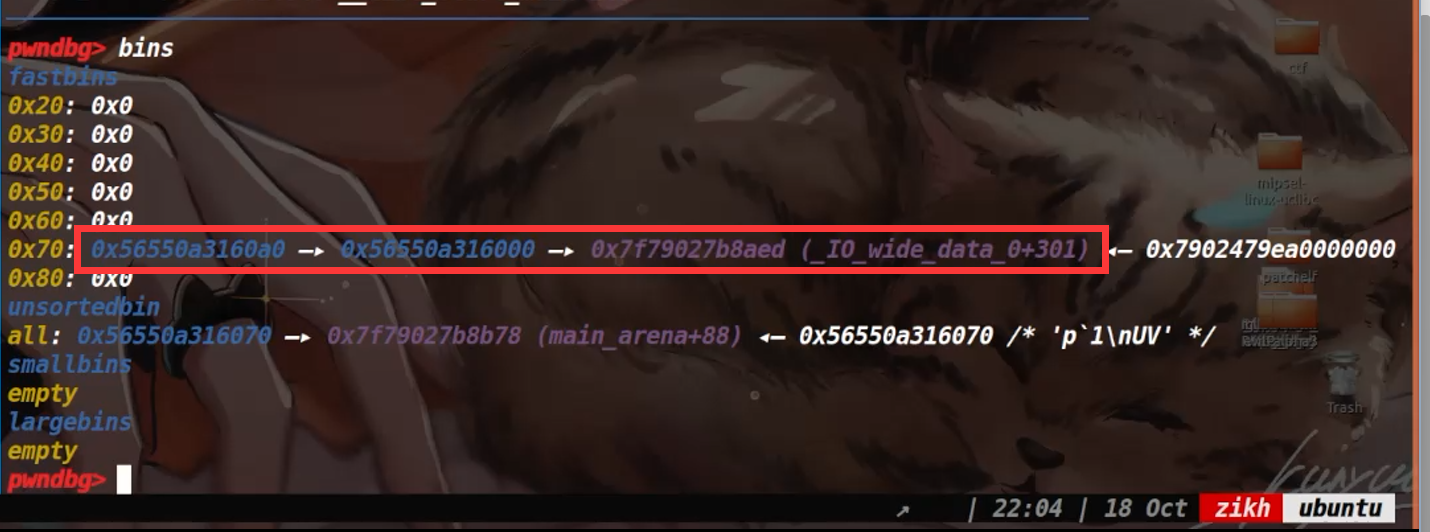 pwndbg> bins
fastbins
0x20: 0x0
0x30: 0x0
0x40: 0x0
0x50: 0x0
0x60: 0x0
0x70: 0x56550a3160a0 —▸ 0x56550a316000 —▸ 0x7f79027b8aed (_IO_wide_data_0+301) ◂— 0x7902479ea0000000
0x80: 0x0
unsortedbin
all: 0x56550a316070 —▸ 0x7f79027b8b78 (main_arena+88) ◂— 0x56550a316070 /* 'p`1\nUV' */
smallbins
empty
largebins
empty
pwndbg>
ctf
mipsel-
linux-uclibc
patchelf
Trash
↗ | 22:04 | 18 Oct zikh ubuntu